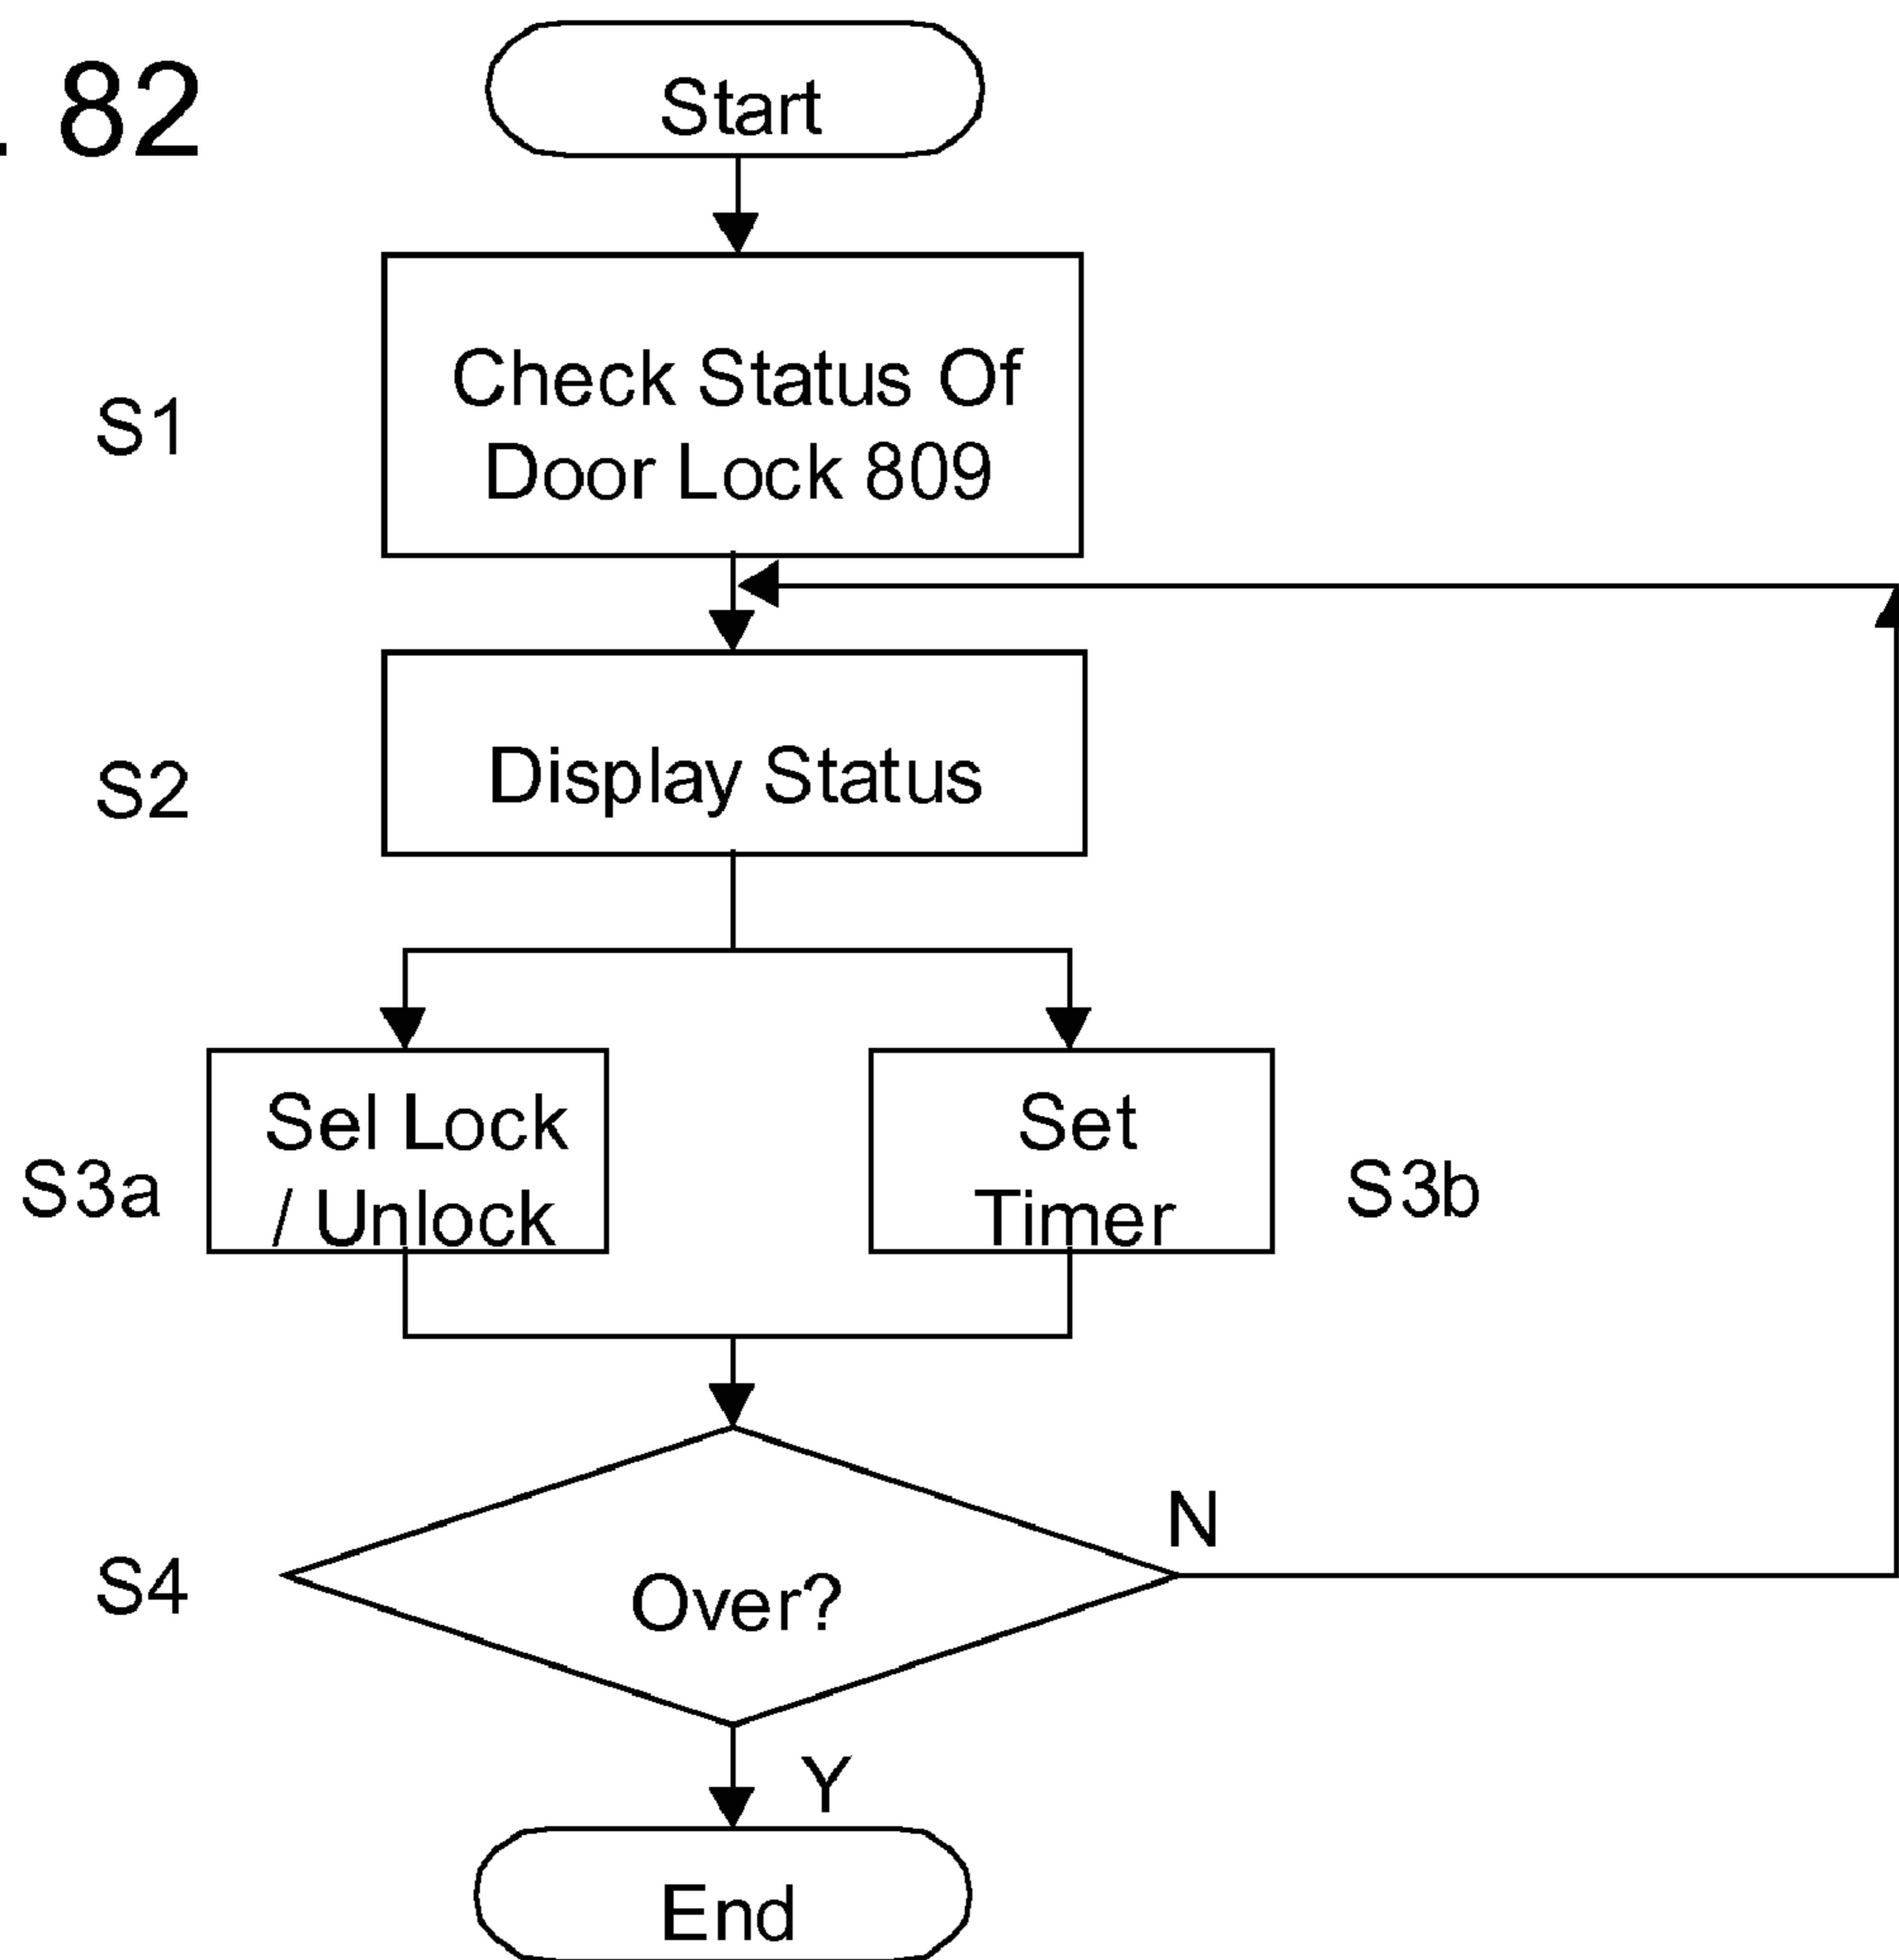 . 82
Start
S1
Check Status Of
Door Lock 809
S2
Display Status
S3a
Sel Lock
/ Unlock
Set
Timer
S3b
S4
Over?
N
Y
End